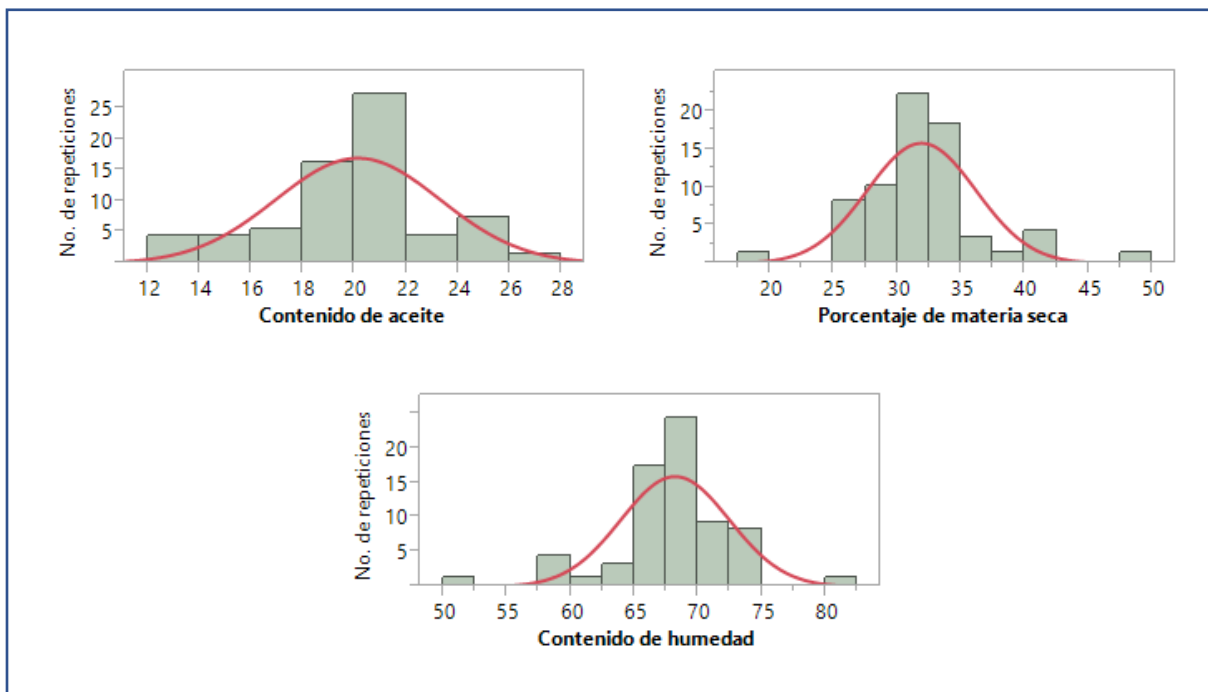 No. de repeticiones
25
20
15
10
5
12 14 16 18 20 22 24 26 28
Contenido de aceite
No. de repeticiones
20
15
10
5
20 25 30 35 40 45 50
Porcentaje de materia seca
No. de repeticiones
20
15
10
5
50 55 60 65 70 75 80
Contenido de humedad